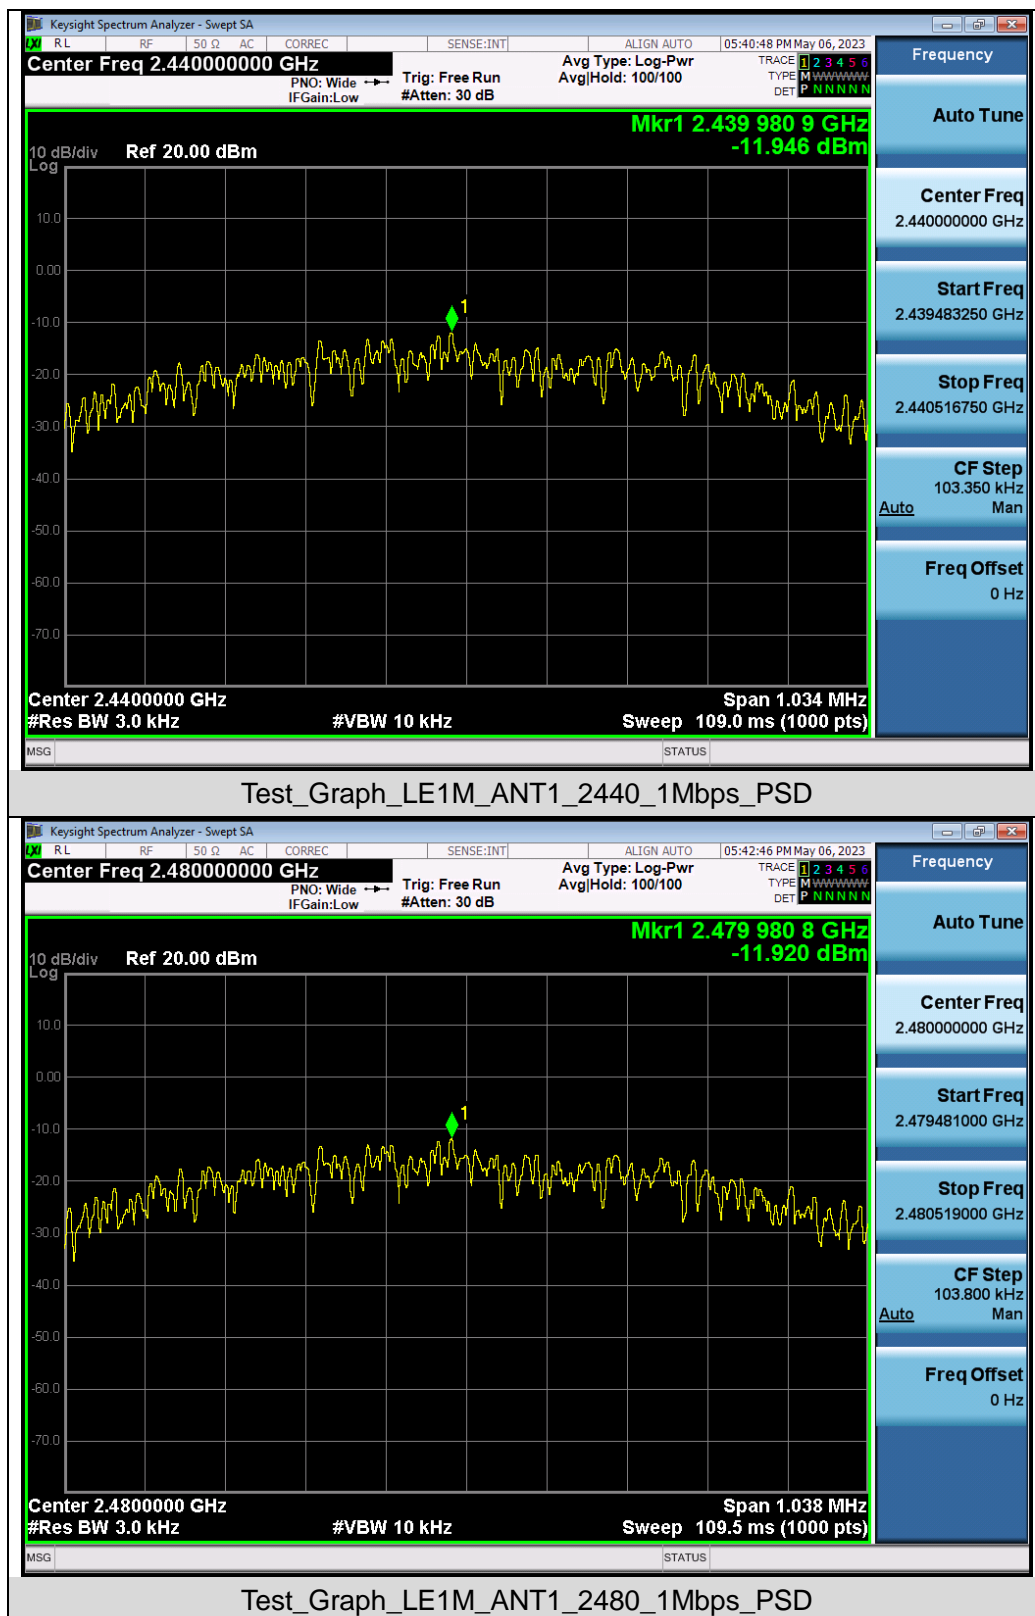 Keysight Spectrum Analyzer - Swept SA
LXI RL RF 50 Ω AC CORREC SENSE:INT ALIGN AUTO 05:40:48 PM May 06, 2023
Center Freq 2.440000000 GHz
PNO: Wide
IFGain:Low
Trig: Free Run
#Atten: 30 dB
Avg Type: Log-Pwr
Avg|Hold: 100/100
TRACE 1 2 3 4 5 6
TYPE M WWWWW
DET P N N N N N
Frequency
Mkr1 2.439 980 9 GHz
-11.946 dBm
10 dB/div Ref 20.00 dBm
Log
10.0
0.00
-10.0
-20.0
-30.0
-40.0
-50.0
-60.0
-70.0
1
Center 2.4400000 GHz Span 1.034 MHz
#Res BW 3.0 kHz #VBW 10 kHz Sweep 109.0 ms (1000 pts)
Auto Tune
Center Freq
2.440000000 GHz
Start Freq
2.439483250 GHz
Stop Freq
2.440516750 GHz
CF Step
103.350 kHz
Auto Man
Freq Offset
0 Hz
MSG STATUS
Test_Graph_LE1M_ANT1_2440_1Mbps_PSD
Keysight Spectrum Analyzer - Swept SA
LXI RL RF 50 Ω AC CORREC SENSE:INT ALIGN AUTO 05:42:46 PM May 06, 2023
Center Freq 2.480000000 GHz
PNO: Wide
IFGain:Low
Trig: Free Run
#Atten: 30 dB
Avg Type: Log-Pwr
Avg|Hold: 100/100
TRACE 1 2 3 4 5 6
TYPE M WWWWW
DET P N N N N N
Frequency
Mkr1 2.479 980 8 GHz
-11.920 dBm
10 dB/div Ref 20.00 dBm
Log
10.0
0.00
-10.0
-20.0
-30.0
-40.0
-50.0
-60.0
-70.0
1
Center 2.4800000 GHz Span 1.038 MHz
#Res BW 3.0 kHz #VBW 10 kHz Sweep 109.5 ms (1000 pts)
Auto Tune
Center Freq
2.480000000 GHz
Start Freq
2.479481000 GHz
Stop Freq
2.480519000 GHz
CF Step
103.800 kHz
Auto Man
Freq Offset
0 Hz
MSG STATUS
Test_Graph_LE1M_ANT1_2480_1Mbps_PSD